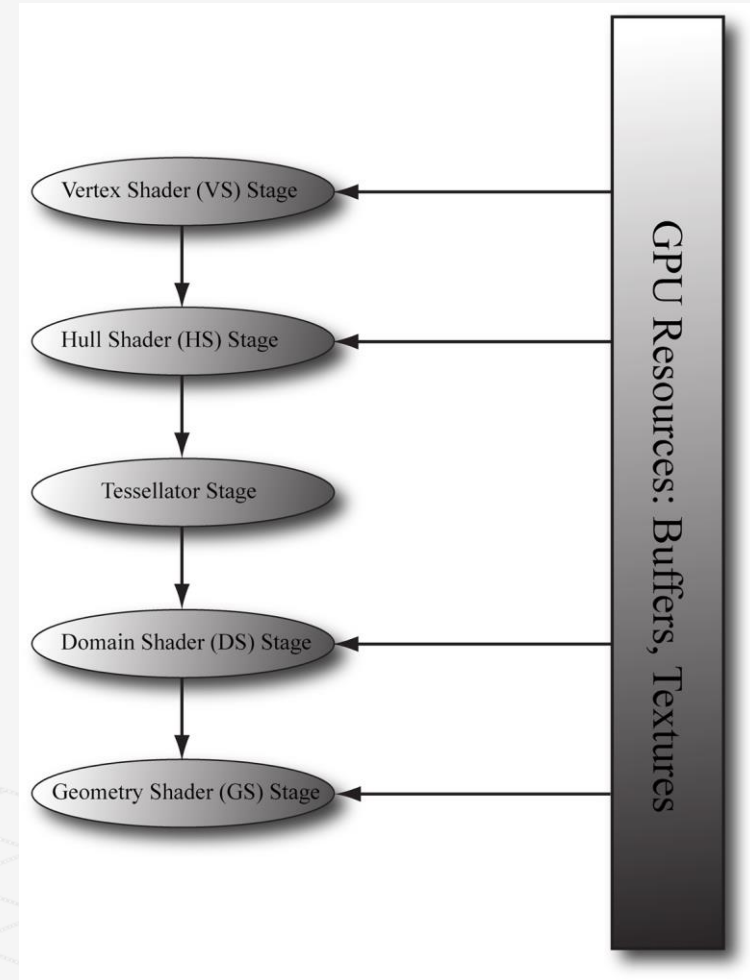 Vertex Shader (VS) Stage
Hull Shader (HS) Stage
Tessellator Stage
Domain Shader (DS) Stage
Geometry Shader (GS) Stage
GPU Resources: Buffers, Textures